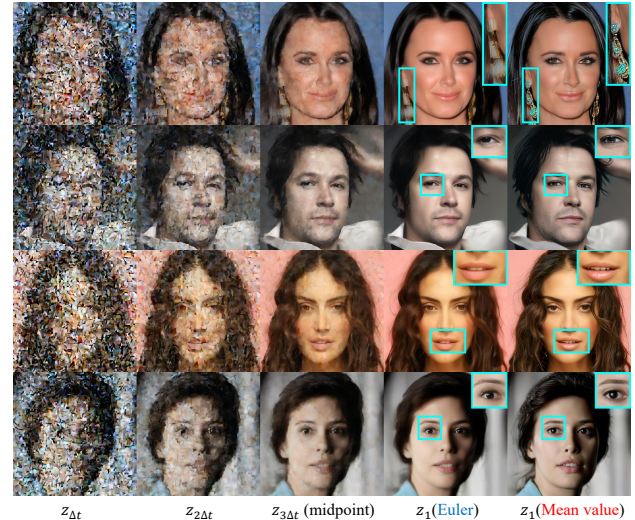 z_{Δt} z_{2Δt} z_{3Δt} (midpoint) z_1(Euler) z_1(Mean value)